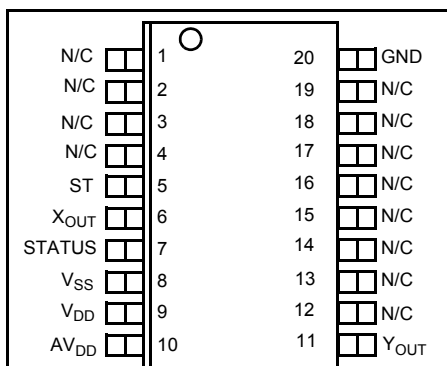 N/C 1 20 GND
N/C 2 19 N/C
N/C 3 18 N/C
N/C 4 17 N/C
ST 5 16 N/C
XOUT 6 15 N/C
STATUS 7 14 N/C
VSS 8 13 N/C
VDD 9 12 N/C
AVDD 10 11 YOUT